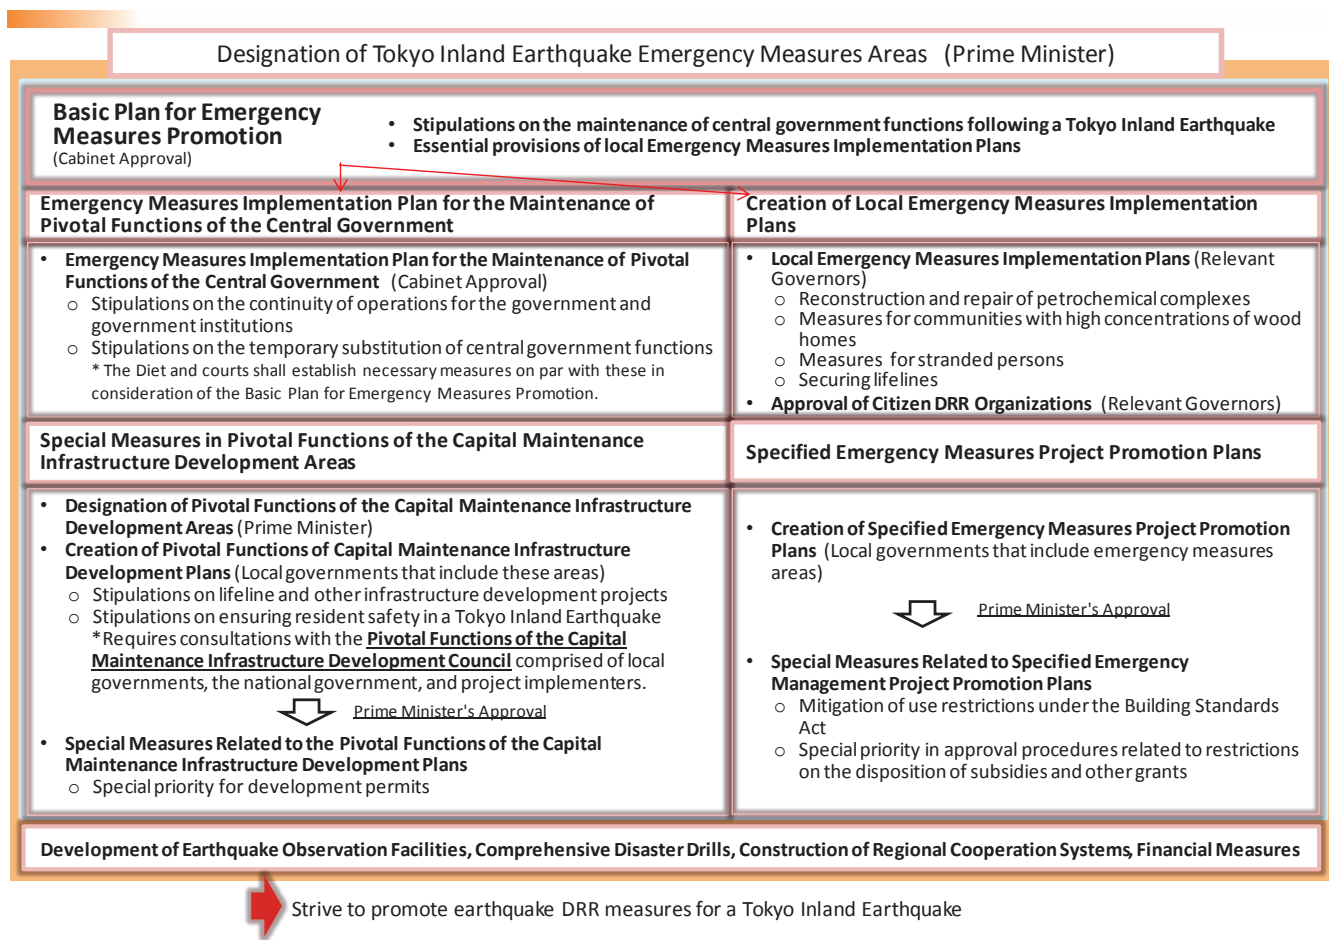 Designation of Tokyo Inland Earthquake Emergency Measures Areas (Prime Minister)
Basic Plan for Emergency
Measures Promotion
(Cabinet Approval)
• Stipulations on the maintenance of central government functions following a Tokyo Inland Earthquake
• Essential provisions of local Emergency Measures Implementation Plans
Emergency Measures Implementation Plan for the Maintenance of
Pivotal Functions of the Central Government
• Emergency Measures Implementation Plan for the Maintenance of Pivotal
Functions of the Central Government (Cabinet Approval)
o Stipulations on the continuity of operations for the government and
government institutions
o Stipulations on the temporary substitution of central government functions
* The Diet and courts shall establish necessary measures on par with these in
consideration of the Basic Plan for Emergency Measures Promotion.
Creation of Local Emergency Measures Implementation
Plans
• Local Emergency Measures Implementation Plans (Relevant
Governors)
o Reconstruction and repair of petrochemical complexes
o Measures for communities with high concentrations of wood
homes
o Measures for stranded persons
o Securing lifelines
• Approval of Citizen DRR Organizations (Relevant Governors)
Special Measures in Pivotal Functions of the Capital Maintenance
Infrastructure Development Areas
• Designation of Pivotal Functions of the Capital Maintenance Infrastructure
Development Areas (Prime Minister)
• Creation of Pivotal Functions of Capital Maintenance Infrastructure
Development Plans (Local governments that include these areas)
o Stipulations on lifeline and other infrastructure development projects
o Stipulations on ensuring resident safety in a Tokyo Inland Earthquake
*Requires consultations with the Pivotal Functions of the Capital
Maintenance Infrastructure Development Council comprised of local
governments, the national government, and project implementers.
Prime Minister's Approval
• Special Measures Related to the Pivotal Functions of the Capital
Maintenance Infrastructure Development Plans
o Special priority for development permits
Specified Emergency Measures Project Promotion Plans
• Creation of Specified Emergency Measures Project Promotion
Plans (Local governments that include emergency measures
areas)
Prime Minister's Approval
• Special Measures Related to Specified Emergency
Management Project Promotion Plans
o Mitigation of use restrictions under the Building Standards
Act
o Special priority in approval procedures related to restrictions
on the disposition of subsidies and other grants
Development of Earthquake Observation Facilities, Comprehensive Disaster Drills, Construction of Regional Cooperation Systems, Financial Measures
Strive to promote earthquake DRR measures for a Tokyo Inland Earthquake